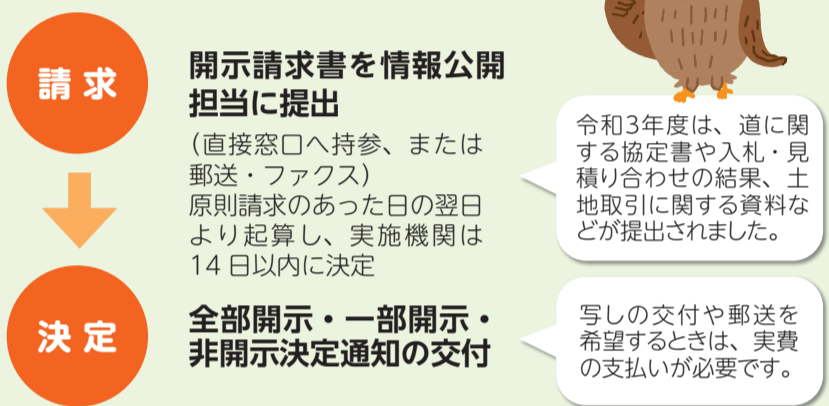 請求
開示請求書を情報公開
担当に提出
(直接窓口へ持参、または
郵送・ファクス)
原則請求のあった日の翌日
より起算し、実施機関は
14日以内に決定
令和3年度は、道に関
する協定書や入札・見
積り合わせの結果、土
地取引に関する資料な
どが提出されました。
決定
全部開示・一部開示・
非開示決定通知の交付
写しの交付や郵送を
希望するときは、実費
の支払いが必要です。